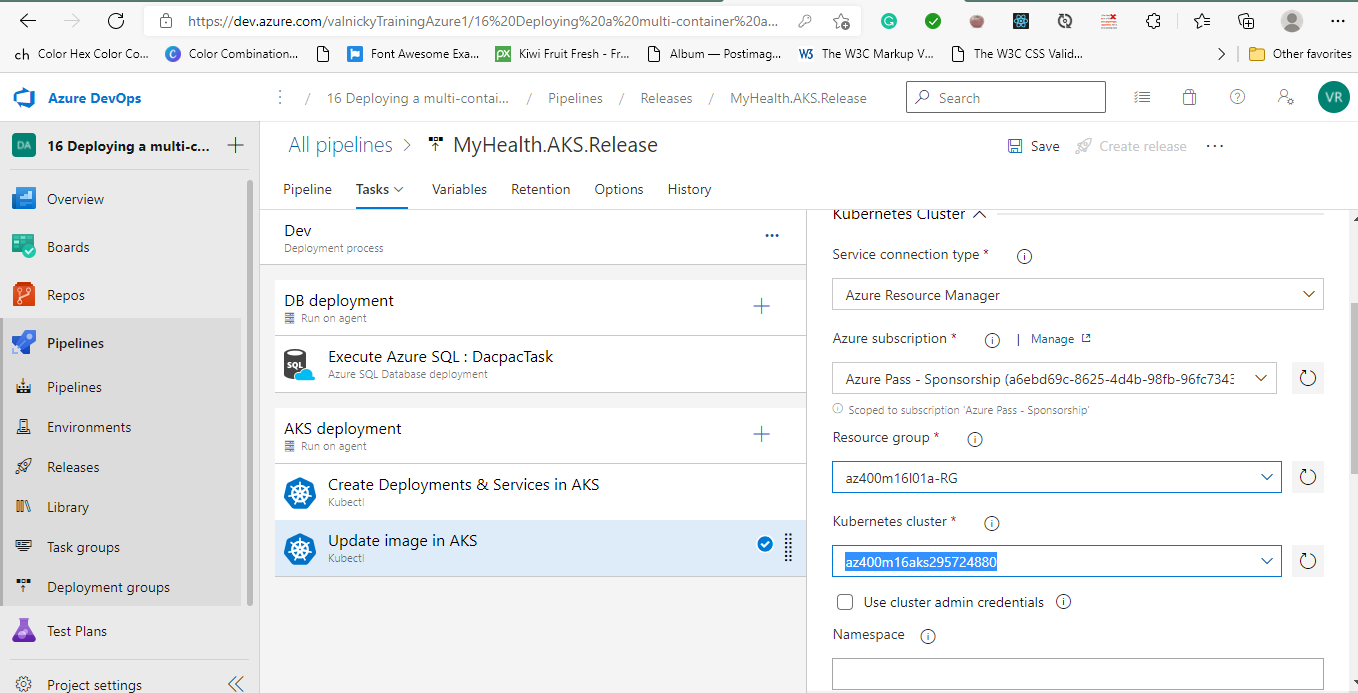 https://dev.azure.com/valnickyTrainingAzure1/16%20Deploying%20a%20multi-container%20a...
ch Color Hex Color Co...
C Color Combination...
Font Awesome Exa...
px Kiwi Fruit Fresh - Fr...
Album — Postimag...
W3 The W3C Markup V...
The W3C CSS Valid...
Other favorites
Azure DevOps
/ 16 Deploying a multi-contai... / Pipelines / Releases / MyHealth.AKS.Release
Search
VR
DA 16 Deploying a multi-c...
Overview
Boards
Repos
Pipelines
Pipelines
Environments
Releases
Library
Task groups
Deployment groups
Test Plans
Project settings
All pipelines > MyHealth.AKS.Release
Save
Create release
Pipeline
Tasks
Variables
Retention
Options
History
Dev
Deployment process
DB deployment
Run on agent
SQL
Execute Azure SQL : DacpacTask
Azure SQL Database deployment
AKS deployment
Run on agent
Create Deployments & Services in AKS
Kubectl
Update image in AKS
Kubectl
Kubernetes Cluster
Service connection type *
Azure Resource Manager
Azure subscription * | Manage
Azure Pass - Sponsorship (a6ebd69c-8625-4d4b-98fb-96fc7343
Scoped to subscription 'Azure Pass - Sponsorship'
Resource group *
az400m16l01a-RG
Kubernetes cluster *
az400m16aks295724880
Use cluster admin credentials
Namespace